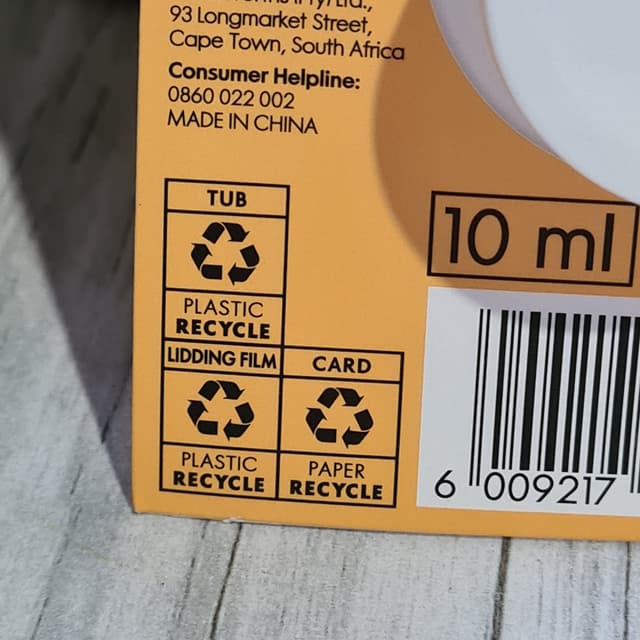 93 Longmarket Street,
Cape Town, South Africa
Consumer Helpline:
0860 022 002
MADE IN CHINA
TUB
PLASTIC
RECYCLE
LIDDING FILM
PLASTIC
RECYCLE
CARD
PAPER
RECYCLE
10 ml
6 009217